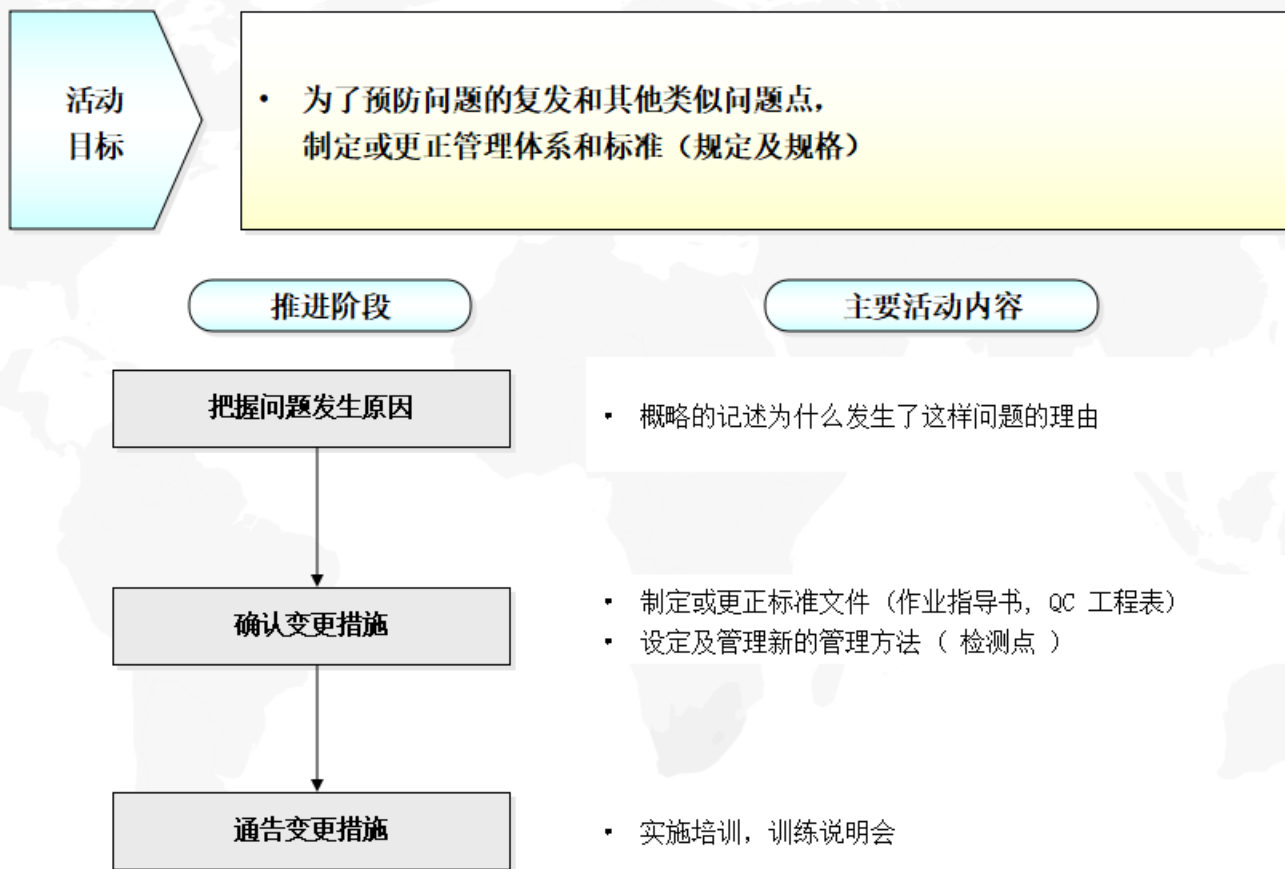 活动
目标
• 为了预防问题的复发和其他类似问题点，
制定或更正管理体系和标准（规定及规格）
推进阶段
主要活动内容
把握问题发生原因
• 概略的记述为什么发生了这样问题的理由
确认变更措施
• 制定或更正标准文件（作业指导书, QC 工程表）
• 设定及管理新的管理方法（ 检测点 ）
通告变更措施
• 实施培训，训练说明会